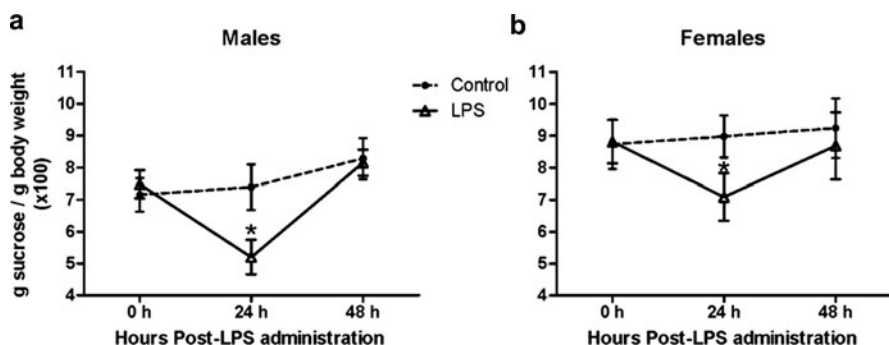 a
Males
g sucrose / g body weight
(x100)
11
10
9
8
7
6
5
4
*
0 h 24 h 48 h
Hours Post-LPS administration
Control
LPS
b
Females
11
10
9
8
7
6
5
4
*
0 h 24 h 48 h
Hours Post-LPS administration